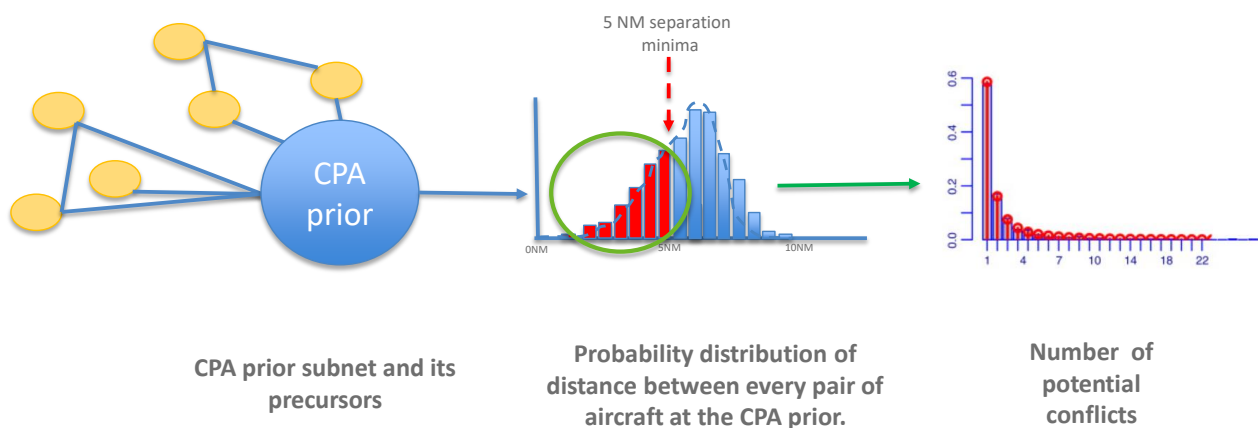 5 NM separation
minima
CPA
prior
0NM
5NM
10NM
0.6
0.4
0.2
0.0
1 4 7 10 14 18 22
CPA prior subnet and its
precursors
Probability distribution of
distance between every pair of
aircraft at the CPA prior.
Number of
potential
conflicts